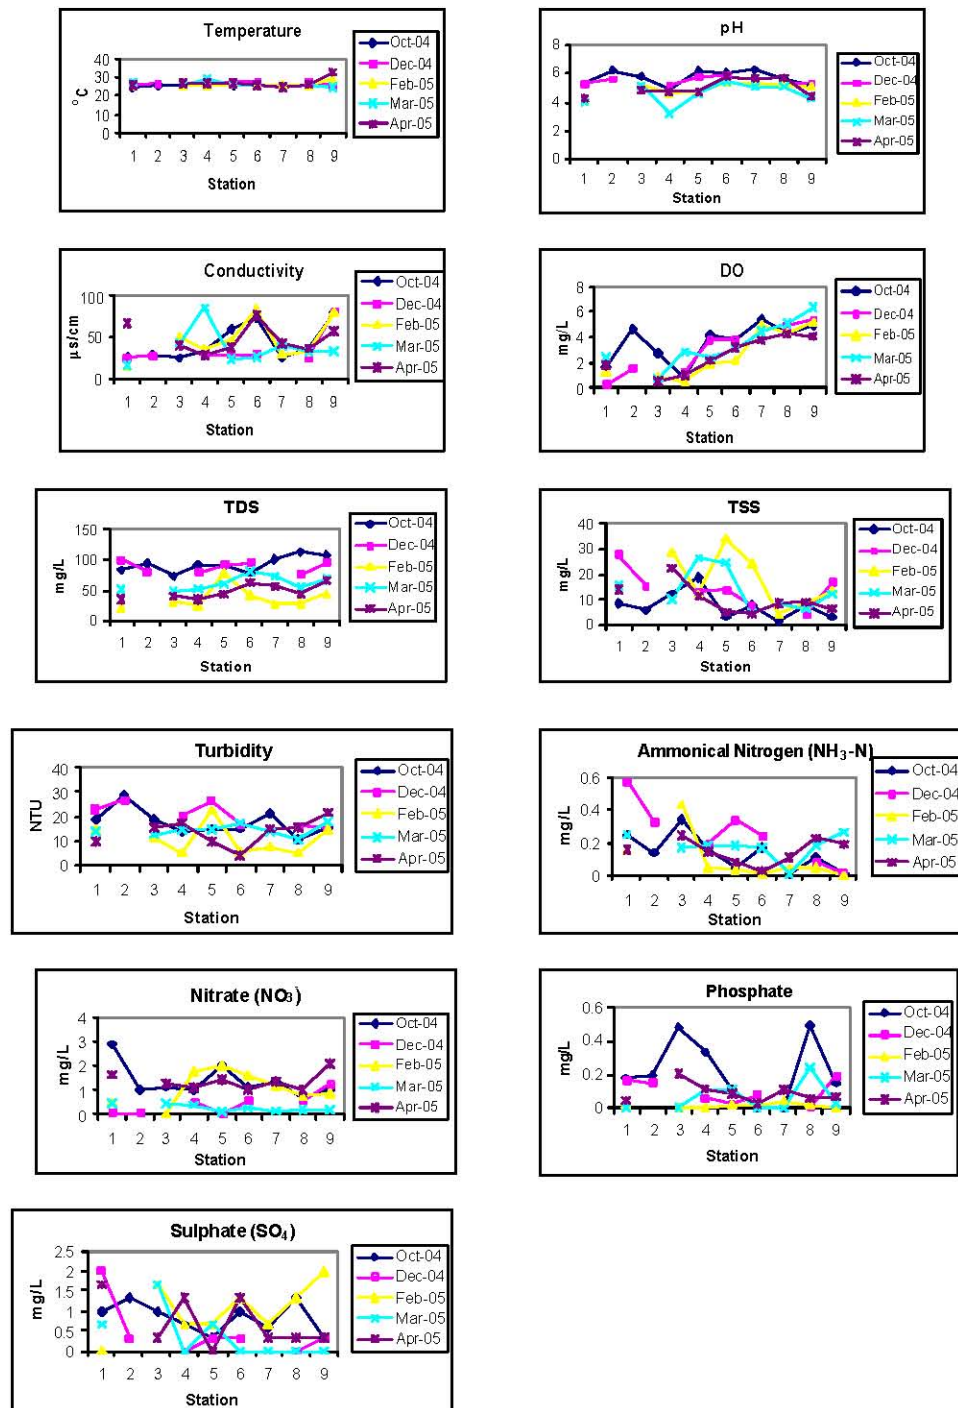 Temperature
°C
40
30
20
10
0
1 2 3 4 5 6 7 8 9
Station
Oct-04
Dec-04
Feb-05
Mar-05
Apr-05
pH
8
6
4
2
0
1 2 3 4 5 6 7 8 9
Station
Oct-04
Dec-04
Feb-05
Mar-05
Apr-05
Conductivity
µs/cm
100
50
0
1 2 3 4 5 6 7 8 9
Station
Oct-04
Dec-04
Feb-05
Mar-05
Apr-05
DO
mg/L
8
6
4
2
0
1 2 3 4 5 6 7 8 9
Station
Oct-04
Dec-04
Feb-05
Mar-05
Apr-05
TDS
mg/L
150
100
50
0
1 2 3 4 5 6 7 8 9
Station
Oct-04
Dec-04
Feb-05
Mar-05
Apr-05
TSS
mg/L
40
30
20
10
0
1 2 3 4 5 6 7 8 9
Station
Oct-04
Dec-04
Feb-05
Mar-05
Apr-05
Turbidity
NTU
40
30
20
10
0
1 2 3 4 5 6 7 8 9
Station
Oct-04
Dec-04
Feb-05
Mar-05
Apr-05
Ammonical Nitrogen (NH₃-N)
mg/L
0.6
0.4
0.2
0
1 2 3 4 5 6 7 8 9
Station
Oct-04
Dec-04
Feb-05
Mar-05
Apr-05
Nitrate (NO₃)
mg/L
4
3
2
1
0
1 2 3 4 5 6 7 8 9
Station
Oct-04
Dec-04
Feb-05
Mar-05
Apr-05
Phosphate
mg/L
0.6
0.4
0.2
0
1 2 3 4 5 6 7 8 9
Station
Oct-04
Dec-04
Feb-05
Mar-05
Apr-05
Sulphate (SO₄)
mg/L
2.5
2
1.5
1
0.5
0
1 2 3 4 5 6 7 8 9
Station
Oct-04
Dec-04
Feb-05
Mar-05
Apr-05